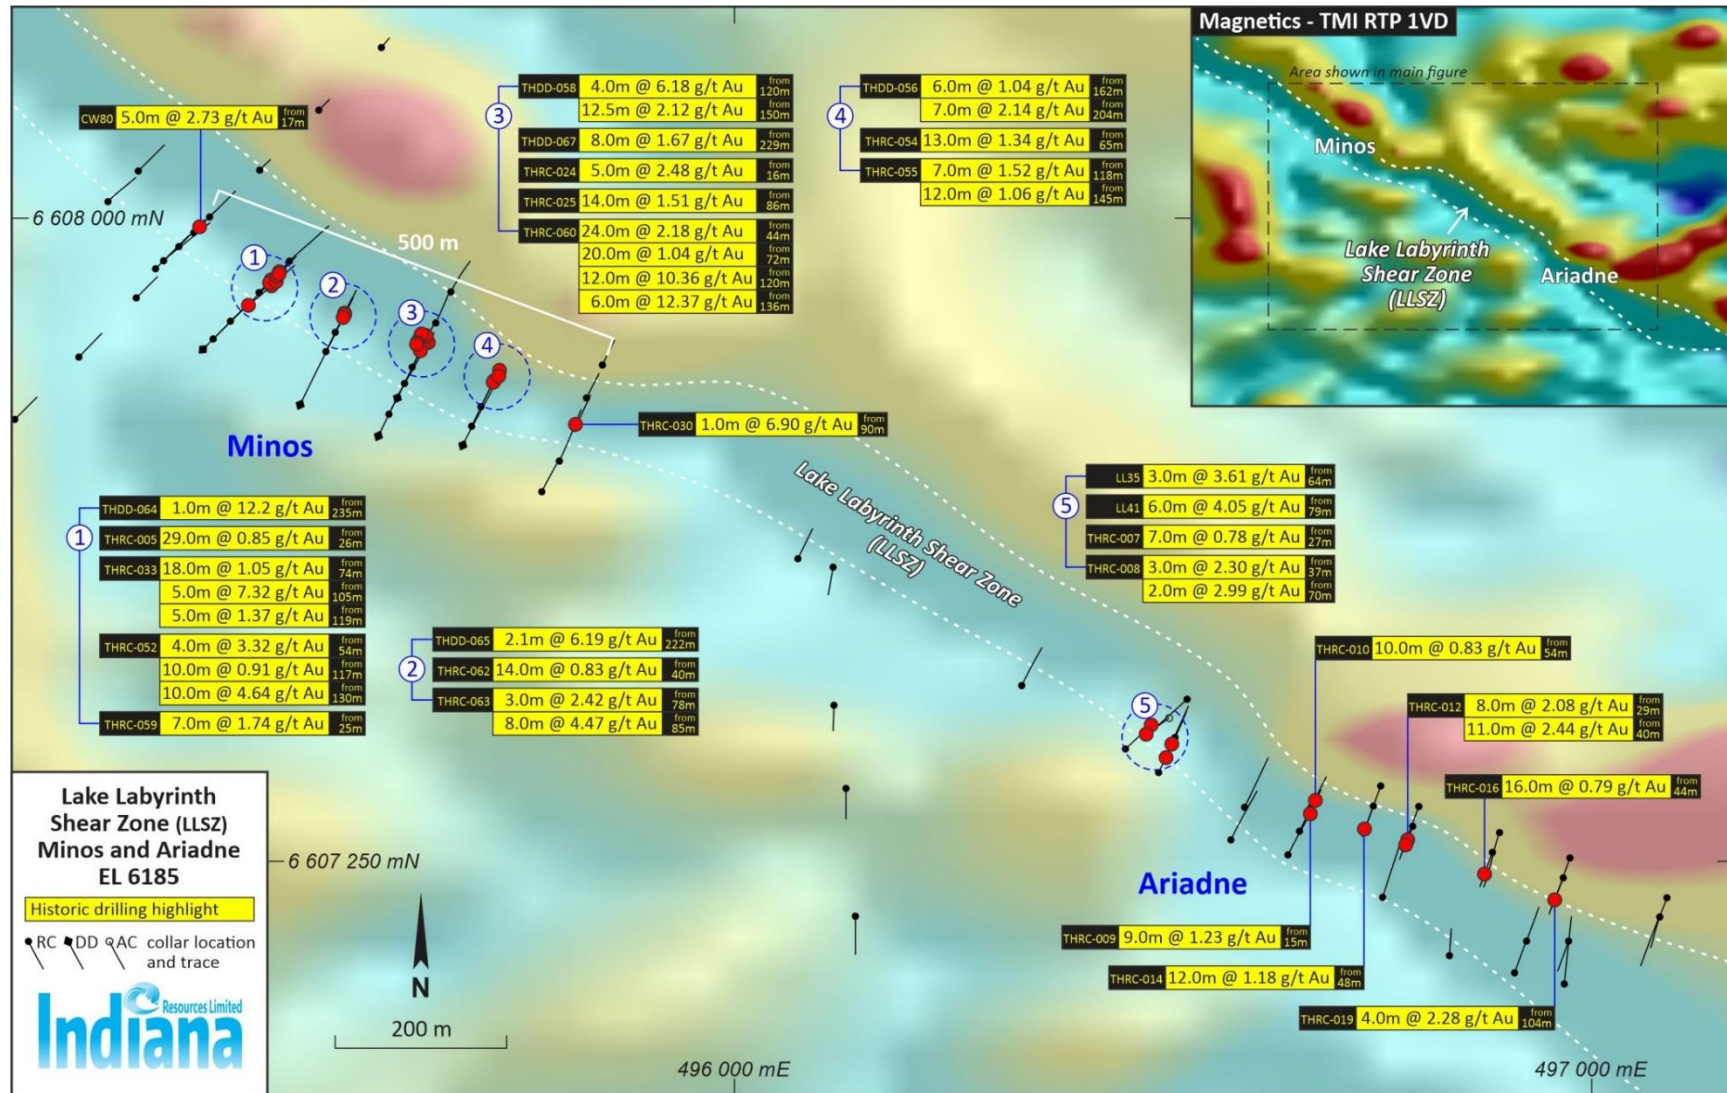 Magnetics - TMI RTP 1VD
Area shown in main figure
Minos
Lake Labyrinth
Shear Zone
(LLSZ)
Ariadne
CW80 5.0m @ 2.73 g/t Au from 17m
6 608 000 mN
500 m
1
2
3
4
3
THDD-058 4.0m @ 6.18 g/t Au from 120m
12.5m @ 2.12 g/t Au from 150m
THDD-067 8.0m @ 1.67 g/t Au from 229m
THRC-024 5.0m @ 2.48 g/t Au from 16m
THRC-025 14.0m @ 1.51 g/t Au from 86m
THRC-060 24.0m @ 2.18 g/t Au from 44m
20.0m @ 1.04 g/t Au from 72m
12.0m @ 10.36 g/t Au from 120m
6.0m @ 12.37 g/t Au from 136m
4
THDD-056 6.0m @ 1.04 g/t Au from 162m
7.0m @ 2.14 g/t Au from 204m
THRC-054 13.0m @ 1.34 g/t Au from 65m
THRC-055 7.0m @ 1.52 g/t Au from 118m
12.0m @ 1.06 g/t Au from 145m
Minos
THRC-030 1.0m @ 6.90 g/t Au from 90m
Lake Labyrinth Shear Zone
(LLSZ)
1
THDD-064 1.0m @ 12.2 g/t Au from 235m
THRC-005 29.0m @ 0.85 g/t Au from 26m
THRC-033 18.0m @ 1.05 g/t Au from 74m
5.0m @ 7.32 g/t Au from 105m
5.0m @ 1.37 g/t Au from 119m
THRC-052 4.0m @ 3.32 g/t Au from 54m
10.0m @ 0.91 g/t Au from 117m
10.0m @ 4.64 g/t Au from 130m
THRC-059 7.0m @ 1.74 g/t Au from 25m
2
THDD-065 2.1m @ 6.19 g/t Au from 222m
THRC-062 14.0m @ 0.83 g/t Au from 40m
THRC-063 3.0m @ 2.42 g/t Au from 78m
8.0m @ 4.47 g/t Au from 85m
5
LL35 3.0m @ 3.61 g/t Au from 64m
LL41 6.0m @ 4.05 g/t Au from 79m
THRC-007 7.0m @ 0.78 g/t Au from 27m
THRC-008 3.0m @ 2.30 g/t Au from 37m
2.0m @ 2.99 g/t Au from 70m
THRC-010 10.0m @ 0.83 g/t Au from 54m
THRC-012 8.0m @ 2.08 g/t Au from 29m
11.0m @ 2.44 g/t Au from 40m
THRC-016 16.0m @ 0.79 g/t Au from 44m
5
Ariadne
THRC-009 9.0m @ 1.23 g/t Au from 15m
THRC-014 12.0m @ 1.18 g/t Au from 48m
THRC-019 4.0m @ 2.28 g/t Au from 104m
Lake Labyrinth
Shear Zone (LLSZ)
Minos and Ariadne
EL 6185
Historic drilling highlight
RC DD AC collar location
and trace
Indiana Resources Limited
6 607 250 mN
N
200 m
496 000 mE
497 000 mE